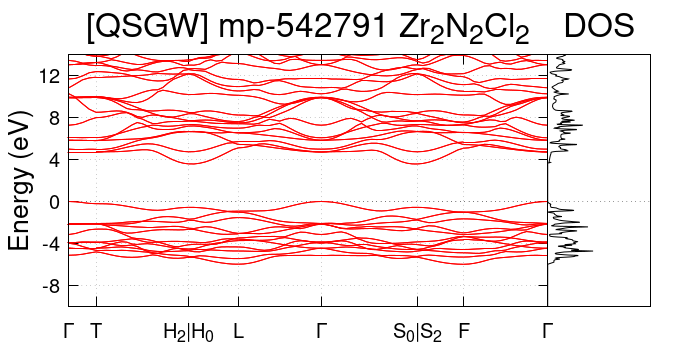 [QSGW] mp-542791 Zr₂N₂Cl₂ DOS
Energy (eV)
12
8
4
0
-4
-8
Γ T H₂|H₀ L Γ S₀|S₂ F Γ